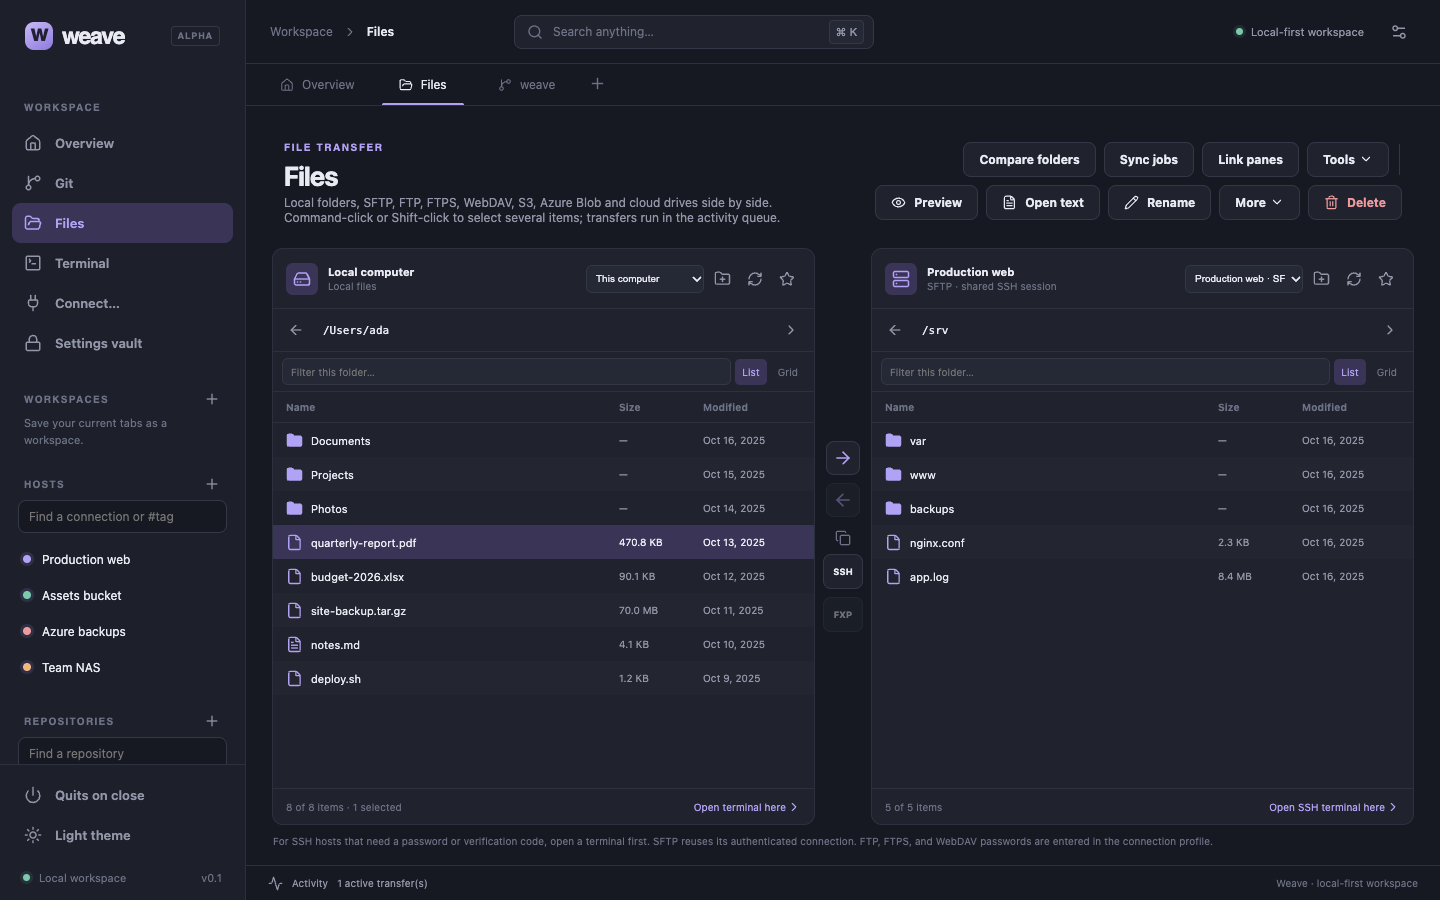 weave
ALPHA
WORKSPACE
Overview
Git
Files
Terminal
Connect...
Settings vault
WORKSPACES
Save your current tabs as a
workspace.
HOSTS
Find a connection or #tag
Production web
Assets bucket
Azure backups
Team NAS
REPOSITORIES
Find a repository
Quits on close
Light theme
Local workspace
v0.1
Workspace
Files
Search anything...
⌘ K
Local-first workspace
Overview
Files
weave
FILE TRANSFER
Files
Local folders, SFTP, FTP, FTPS, WebDAV, S3, Azure Blob and cloud drives side by side.
Command-click or Shift-click to select several items; transfers run in the activity queue.
Compare folders
Sync jobs
Link panes
Tools
Preview
Open text
Rename
More
Delete
Local computer
Local files
This computer
/Users/ada
Filter this folder...
List
Grid
Name Size Modified
Documents — Oct 16, 2025
Projects — Oct 15, 2025
Photos — Oct 14, 2025
quarterly-report.pdf 470.8 KB Oct 13, 2025
budget-2026.xlsx 90.1 KB Oct 12, 2025
site-backup.tar.gz 70.0 MB Oct 11, 2025
notes.md 4.1 KB Oct 10, 2025
deploy.sh 1.2 KB Oct 9, 2025
8 of 8 items · 1 selected
Open terminal here
SSH
FXP
Production web
SFTP · shared SSH session
Production web · SF
/srv
Filter this folder...
List
Grid
Name Size Modified
var — Oct 16, 2025
www — Oct 16, 2025
backups — Oct 16, 2025
nginx.conf 2.3 KB Oct 16, 2025
app.log 8.4 MB Oct 16, 2025
5 of 5 items
Open SSH terminal here
For SSH hosts that need a password or verification code, open a terminal first. SFTP reuses its authenticated connection. FTP, FTPS, and WebDAV passwords are entered in the connection profile.
Activity
1 active transfer(s)
Weave · local-first workspace